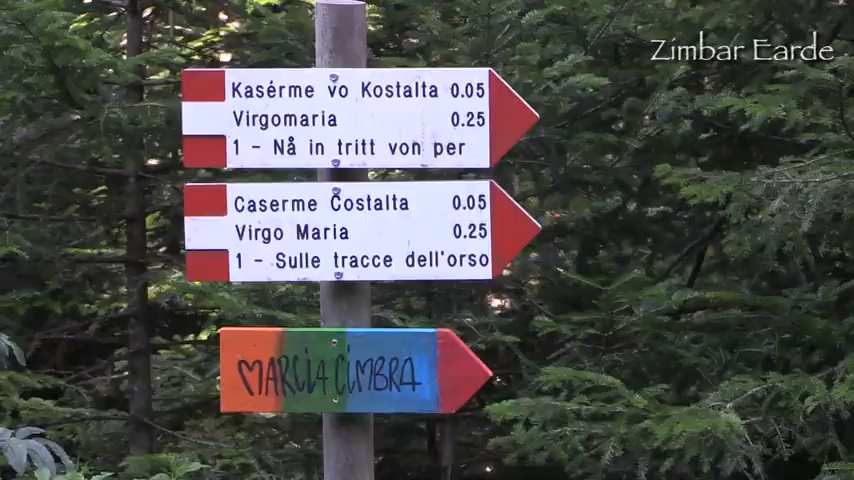 Zimbar Earde
Kasérme vo Kostalta 0.05
Virgomaria 0.25
1 - Nå in tritt von per
Caserme Costalta 0.05
Virgo Maria 0.25
1 - Sulle tracce dell'orso
MARCIA CIMBRA